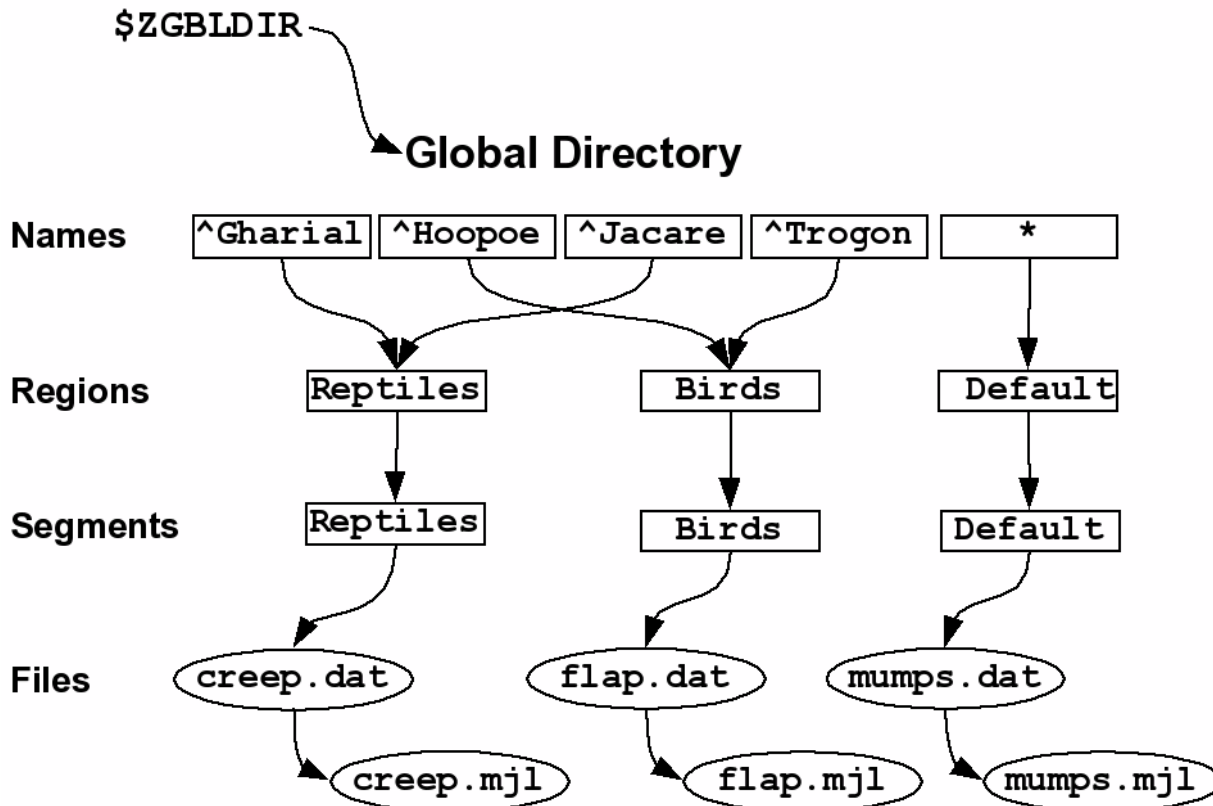 $ZGBLDIR
Global Directory
Names ^Gharial ^Hoopoe ^Jacare ^Trogon *
Regions Reptiles Birds Default
Segments Reptiles Birds Default
Files creep.dat flap.dat mumps.dat
creep.mjl flap.mjl mumps.mjl